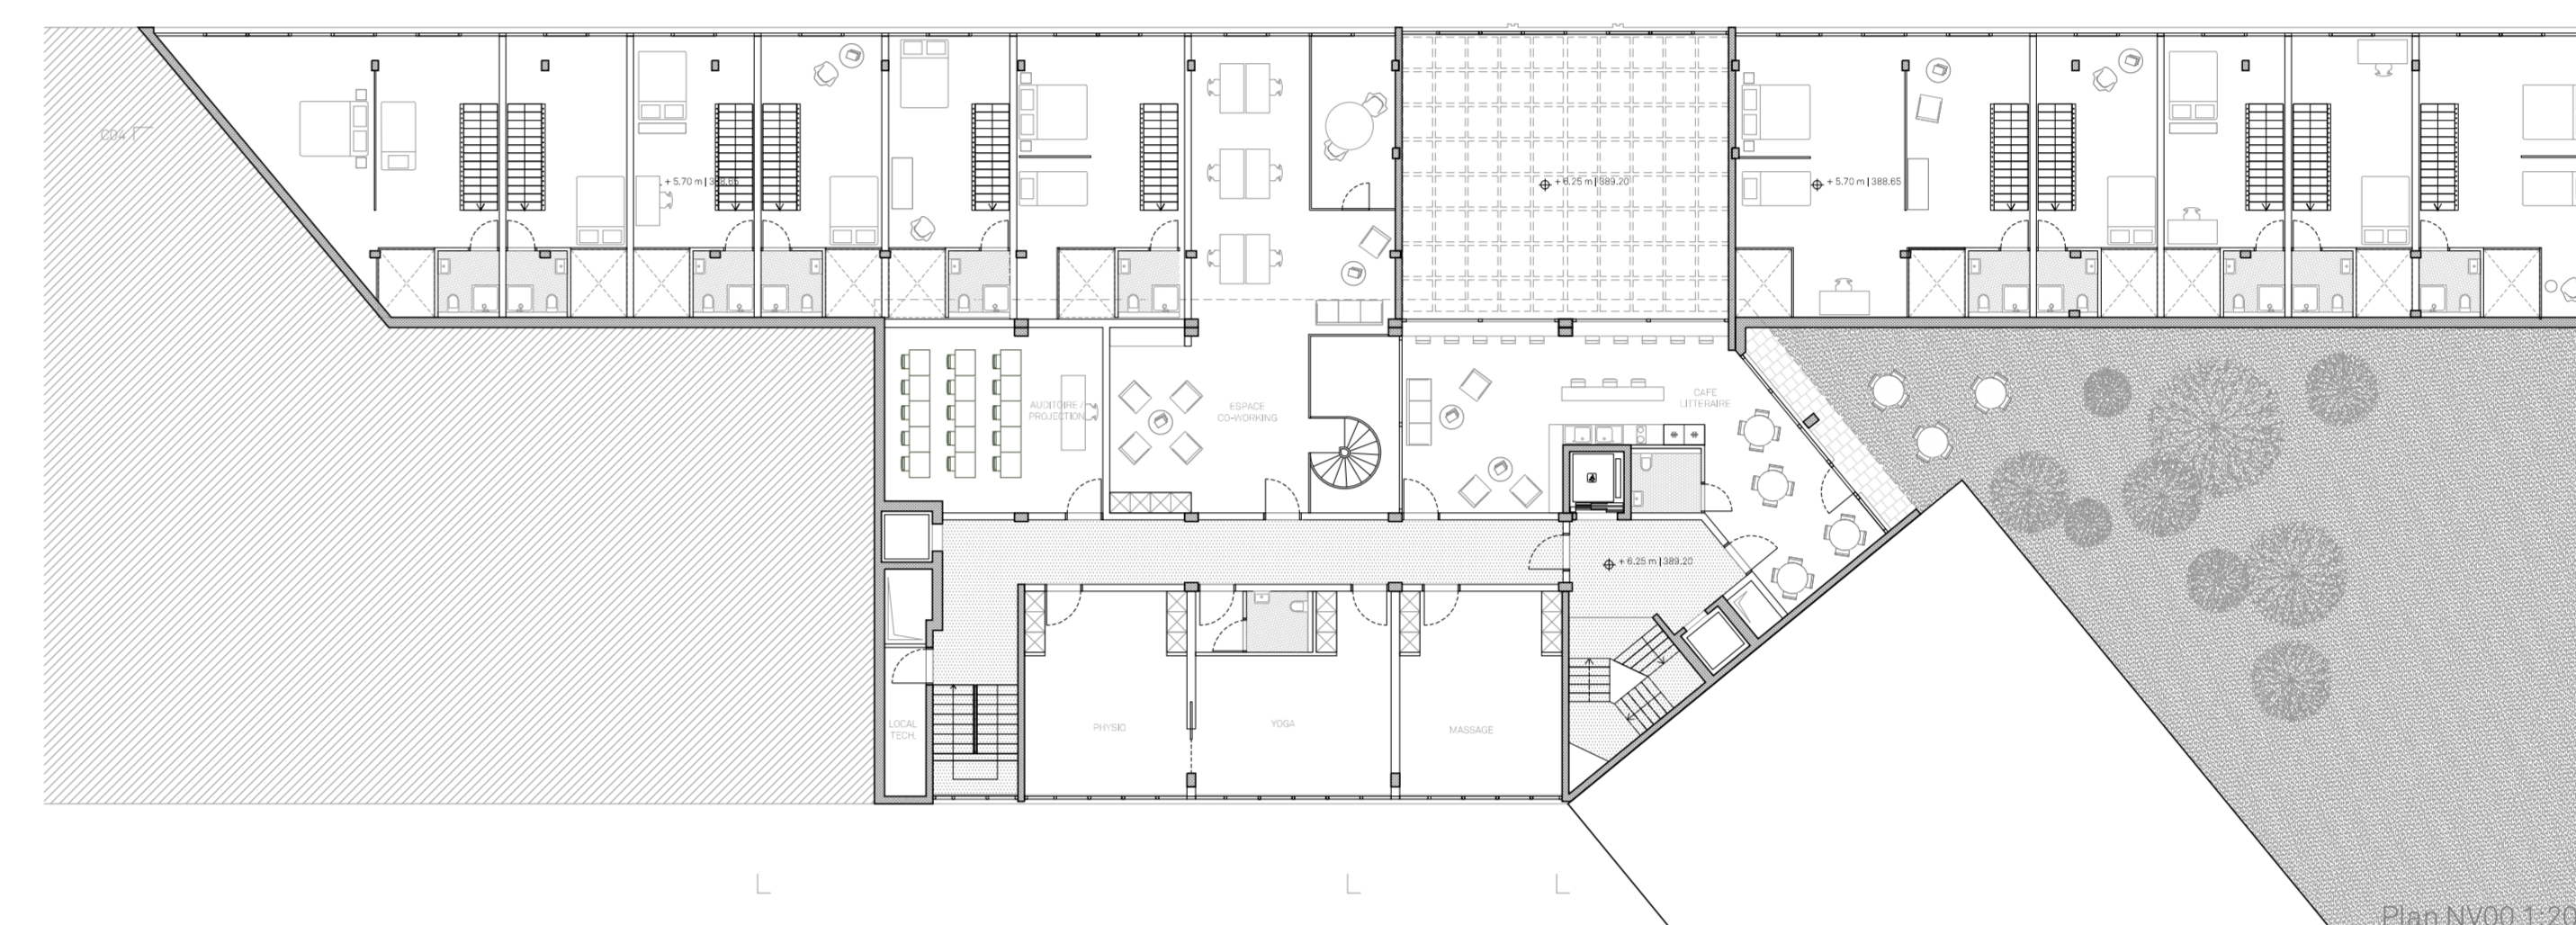 C04
+ 5.70 m | 388.65
+ 6.25 m | 389.20
+ 5.70 m | 388.65
AUDITOIRE /
PROJECTION
ESPACE
CO-WORKING
CAFE
LITTERAIRE
+ 6.25 m | 389.20
LOCAL
TECH.
PHYSIO
YOGA
MASSAGE
Plan NV00 1:20